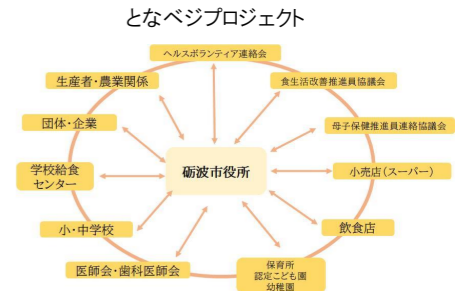 となベジプロジェクト
ヘルスボランティア連絡会
生産者・農業関係
食生活改善推進員協議会
団体・企業
母子保健推進員連絡協議会
学校給食
センター
砺波市役所
小売店(スーパー)
小・中学校
飲食店
医師会・歯科医師会
保育所
認定こども園
幼稚園